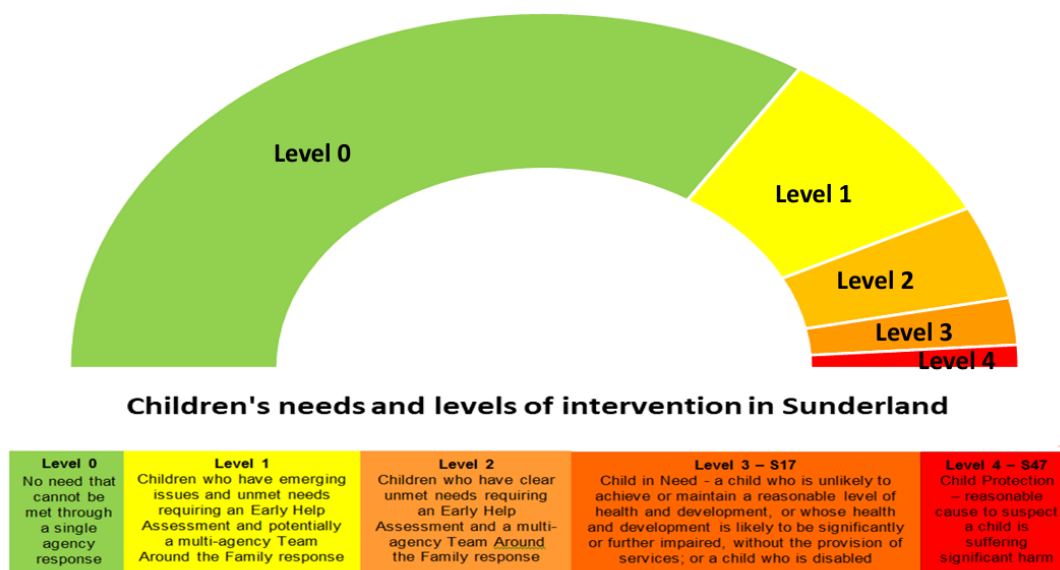 Level 0
Level 1
Level 2
Level 3
Level 4
Children's needs and levels of intervention in Sunderland
Level 0
No need that
cannot be
met through
a single
agency
response
Level 1
Children who have emerging
issues and unmet needs
requiring an Early Help
Assessment and potentially
a multi-agency Team
Around the Family response
Level 2
Children who have clear
unmet needs requiring
an Early Help
Assessment and a multi-
agency Team Around
the Family response
Level 3 – S17
Child in Need - a child who is unlikely to
achieve or maintain a reasonable level of
health and development, or whose health
and development is likely to be significantly
or further impaired, without the provision of
services; or a child who is disabled
Level 4 – S47
Child Protection
– reasonable
cause to suspect
a child is
suffering
significant harm